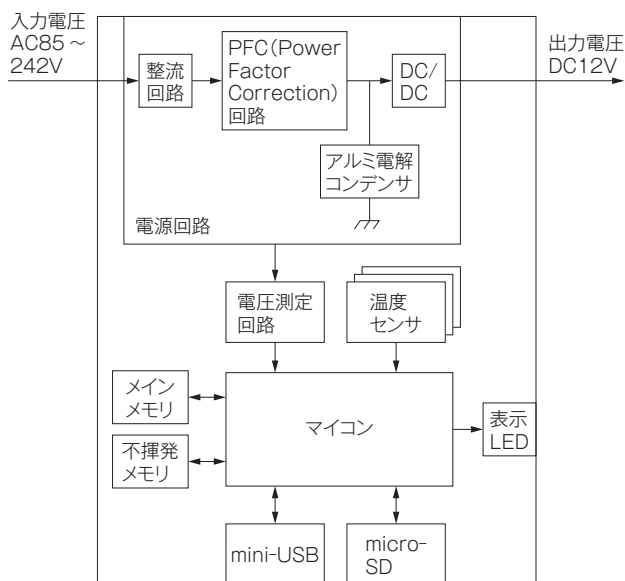 入力電圧
AC85～
242V
整流
回路
PFC（Power
Factor
Correction）
回路
DC/
DC
出力電圧
DC12V
アルミ電解
コンデンサ
電源回路
電圧測定
回路
温度
センサ
メイン
メモリ
不揮発
メモリ
マイコン
表示
LED
mini-USB
micro-
SD